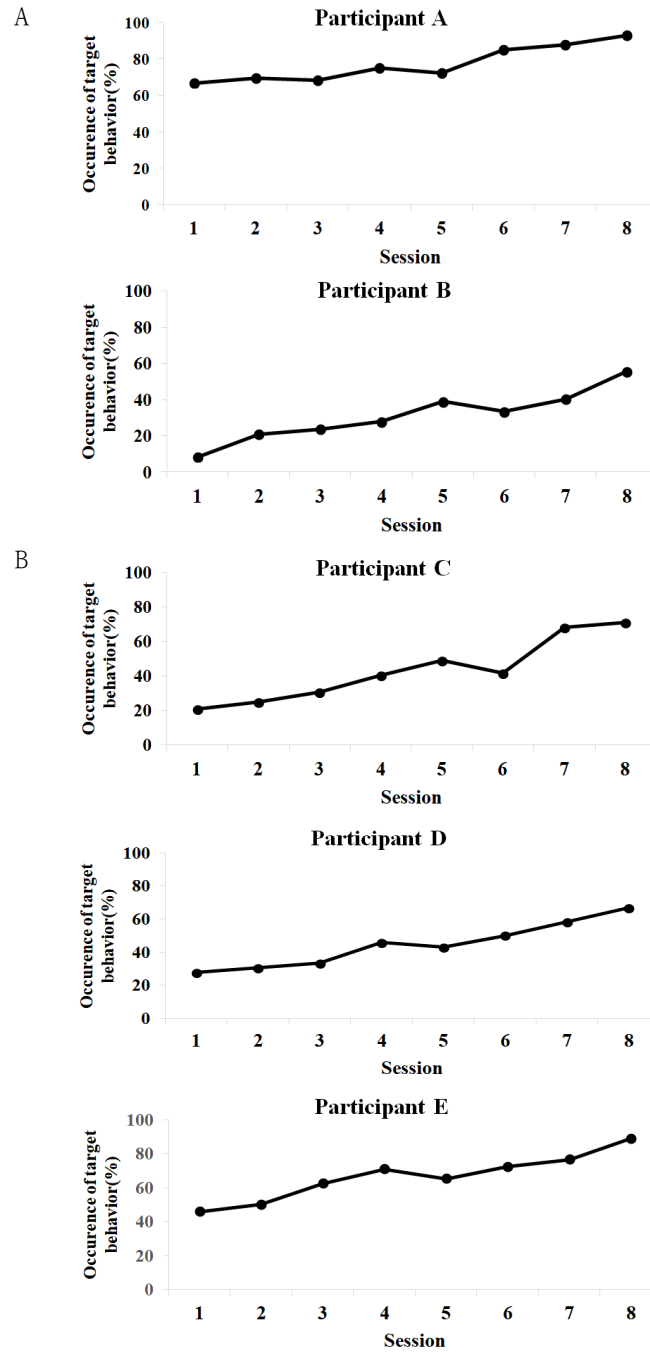 A
Participant A
Occurence of target
behavior(%)
100
80
60
40
20
0
1 2 3 4 5 6 7 8
Session
Participant B
Occurence of target
behavior(%)
100
80
60
40
20
0
1 2 3 4 5 6 7 8
Session
B
Participant C
Occurence of target
behavior(%)
100
80
60
40
20
0
1 2 3 4 5 6 7 8
Session
Participant D
Occurence of target
behavior(%)
100
80
60
40
20
0
1 2 3 4 5 6 7 8
Session
Participant E
Occurence of target
behavior(%)
100
80
60
40
20
0
1 2 3 4 5 6 7 8
Session